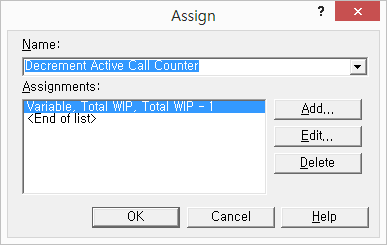 Assign
?
Name:
Decrement Active Call Counter
Assignments:
Variable, Total WIP, Total WIP - 1
<End of list>
Add...
Edit...
Delete
OK
Cancel
Help